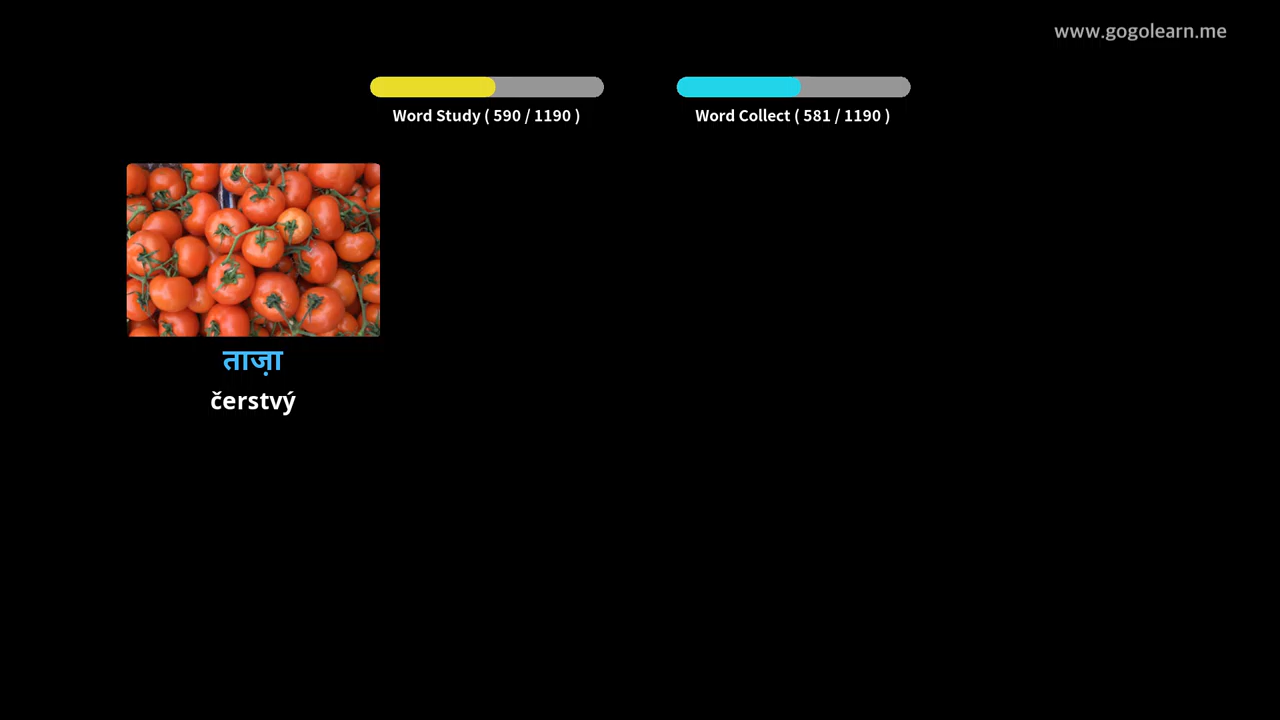 www.gogolearn.me
Word Study ( 590 / 1190 )
Word Collect ( 581 / 1190 )
ताज़ा
čerstvý